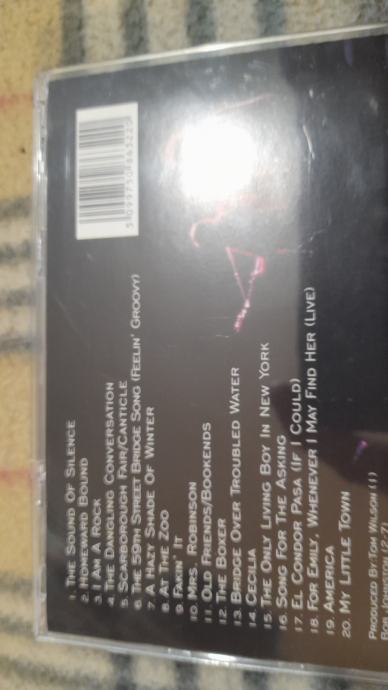 1. THE SOUND OF SILENCE
2. HOMEWARD BOUND
3. I AM A ROCK
4. THE DANGLING CONVERSATION
5. SCARBOROUGH FAIR/CANTICLE
6. THE 59TH STREET BRIDGE SONG (FEELIN' GROOVY)
7. A HAZY SHADE OF WINTER
8. AT THE ZOO
9. FAKIN' IT
10. MRS. ROBINSON
11. OLD FRIENDS/BOOKENDS
12. THE BOXER
13. BRIDGE OVER TROUBLED WATER
14. CECILIA
15. THE ONLY LIVING BOY IN NEW YORK
16. SONG FOR THE ASKING
17. EL CONDOR PASA (IF I COULD)
18. FOR EMILY, WHENEVER I MAY FIND HER (LIVE)
19. AMERICA
20. MY LITTLE TOWN
PRODUCED BY TOM WILSON (1)